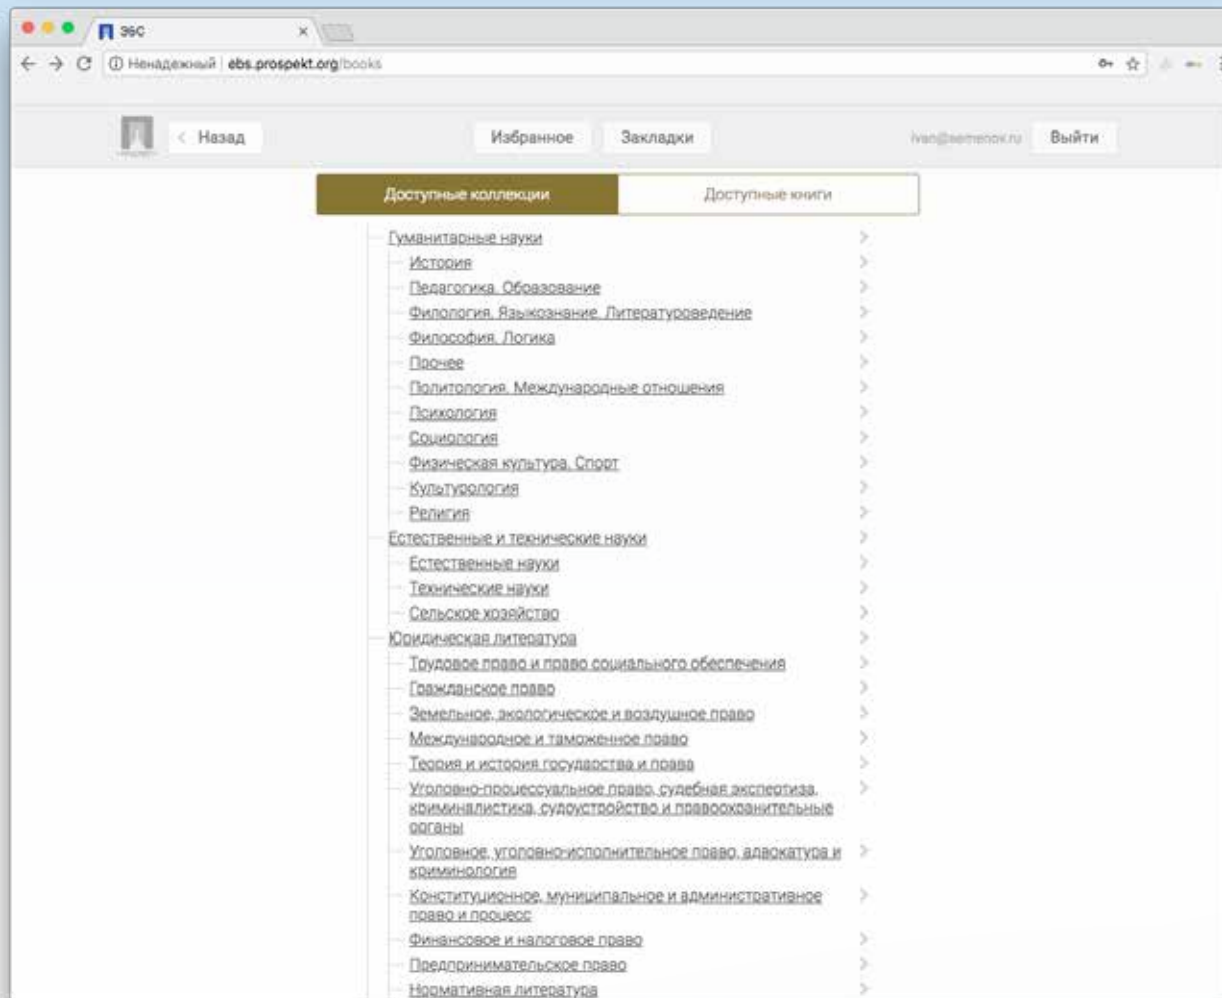 ЭБС
Ненадежный ebs.prospekt.org/books
Назад
Избранное
Закладки
ivan@semenov.ru
Выйти
Доступные коллекции
Доступные книги
Гуманитарные науки
История
Педагогика. Образование
Филология. Языкознание. Литературоведение
Философия. Логика
Прочее
Политология. Международные отношения
Психология
Социология
Физическая культура. Спорт
Культурология
Религия
Естественные и технические науки
Естественные науки
Технические науки
Сельское хозяйство
Юридическая литература
Трудовое право и право социального обеспечения
Гражданское право
Земельное, экологическое и воздушное право
Международное и таможенное право
Теория и история государства и права
Уголовно-процессуальное право, судебная экспертиза,
криминалистика, судоустройство и правоохранительные
органы
Уголовное, уголовно-исполнительное право, адвокатура и
криминология
Конституционное, муниципальное и административное
право и процесс
Финансовое и налоговое право
Предпринимательское право
Нормативная литература